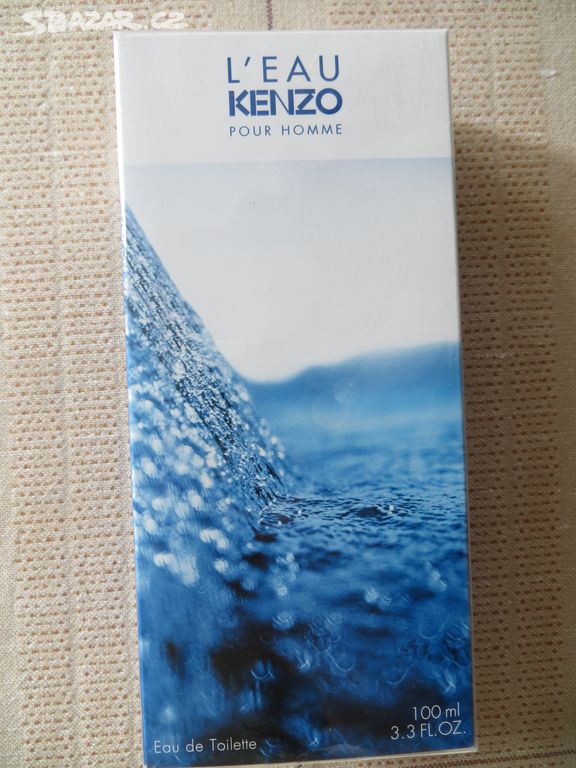 SBAZAR.CZ
L'EAU
KENZO
POUR HOMME
100 ml
3.3 FL.OZ.
Eau de Toilette